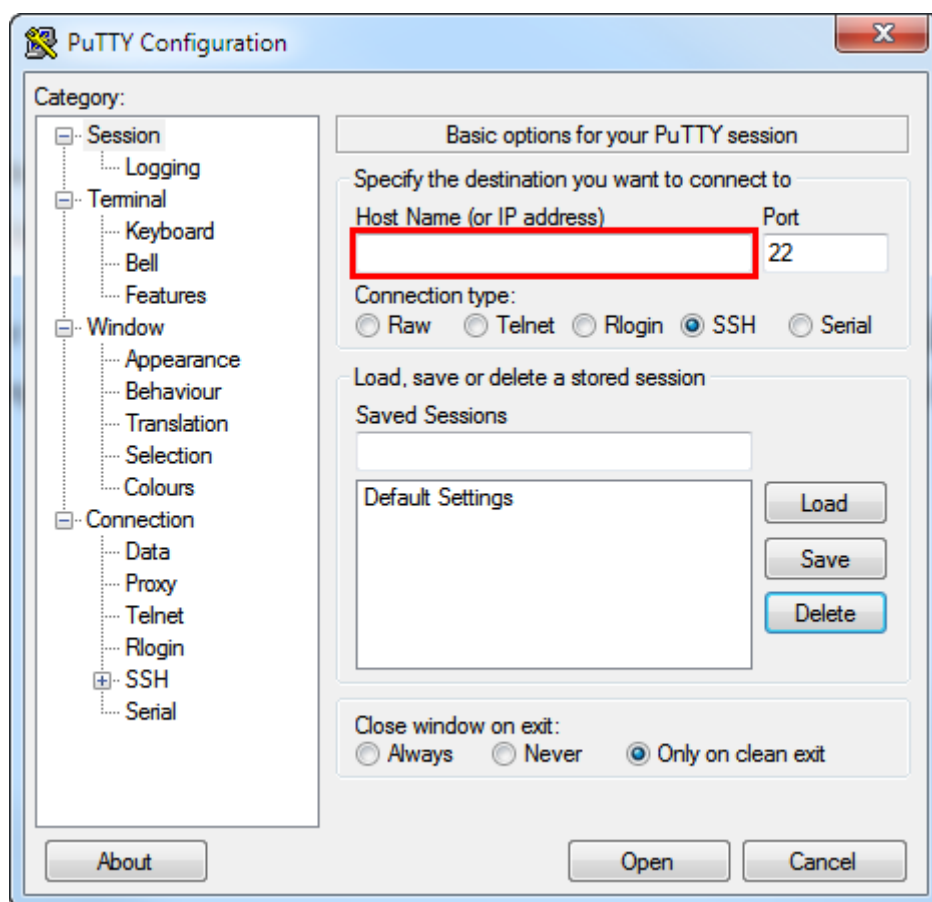 PuTTY Configuration
Category:
Session
Logging
Terminal
Keyboard
Bell
Features
Window
Appearance
Behaviour
Translation
Selection
Colours
Connection
Data
Proxy
Telnet
Rlogin
SSH
Serial
Basic options for your PuTTY session
Specify the destination you want to connect to
Host Name (or IP address) Port
22
Connection type:
Raw Telnet Rlogin SSH Serial
Load, save or delete a stored session
Saved Sessions
Default Settings
Load
Save
Delete
Close window on exit:
Always Never Only on clean exit
About Open Cancel